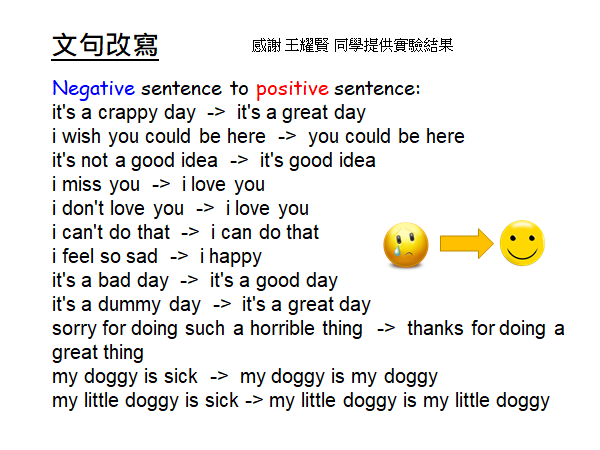 文句改寫
感謝 王耀賢 同學提供實驗結果
Negative sentence to positive sentence:
it's a crappy day -> it's a great day
i wish you could be here -> you could be here
it's not a good idea -> it's good idea
i miss you -> i love you
i don't love you -> i love you
i can't do that -> i can do that
i feel so sad -> i happy
it's a bad day -> it's a good day
it's a dummy day -> it's a great day
sorry for doing such a horrible thing -> thanks for doing a
great thing
my doggy is sick -> my doggy is my doggy
my little doggy is sick -> my little doggy is my little doggy